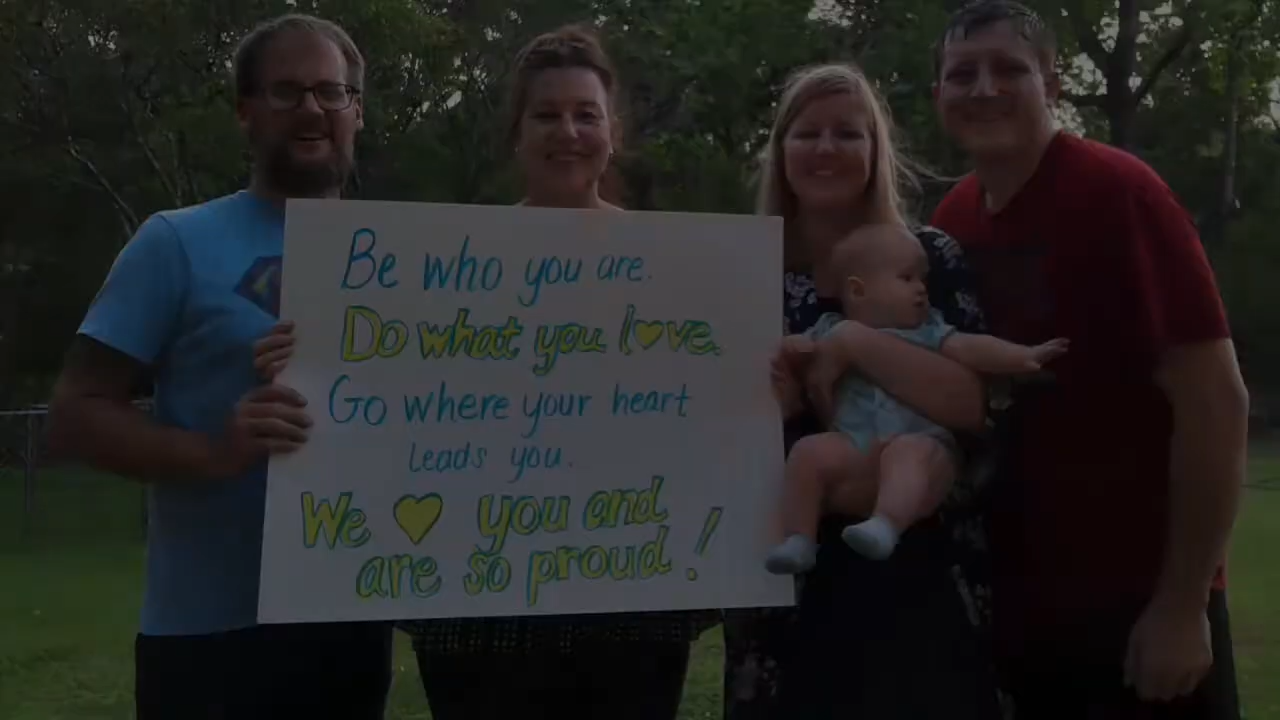 Be who you are.
Do what you l♥ve.
Go where your heart
leads you.
We ♥ you and
are so proud!